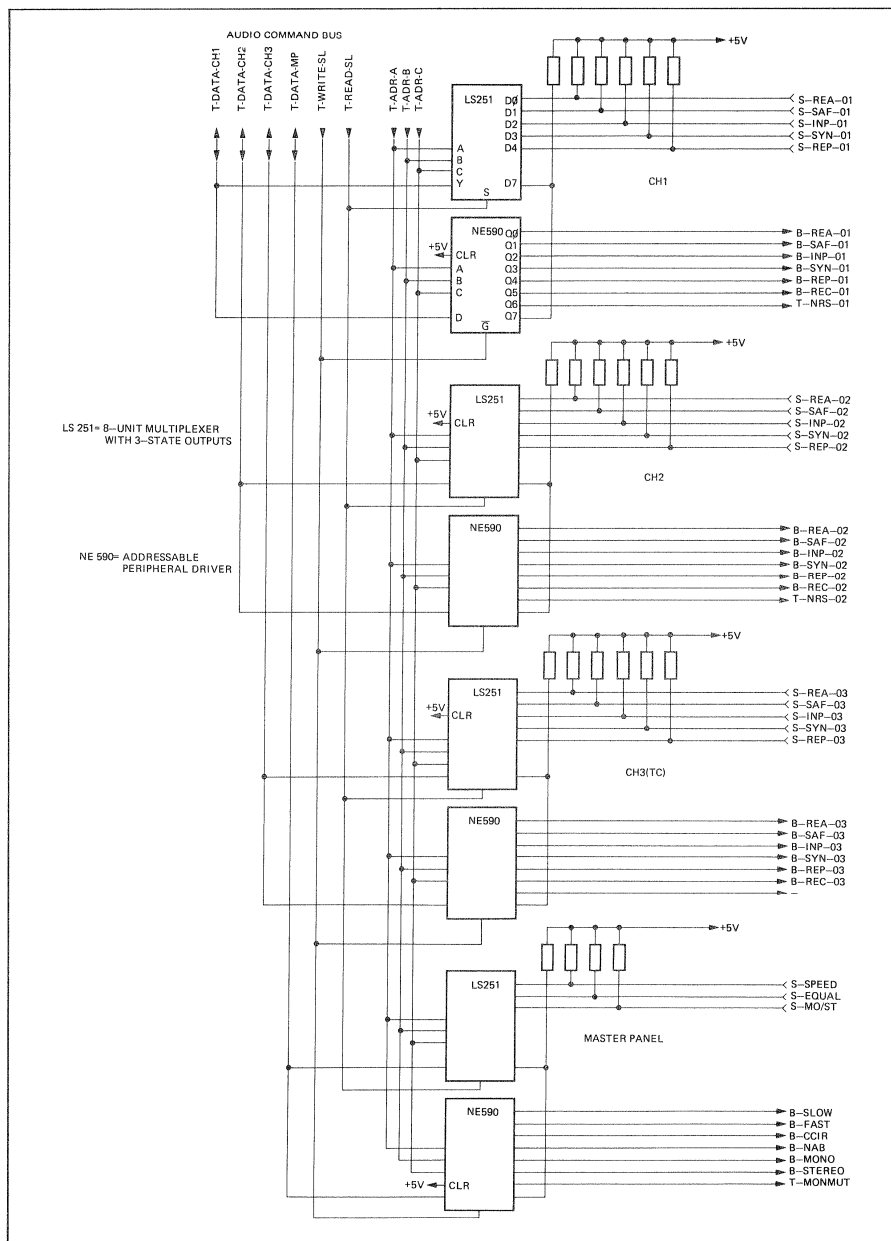 AUDIO COMMAND BUS
T-DATA-CH1
T-DATA-CH2
T-DATA-CH3
T-DATA-MP
T-WRITE-SL
T-READ-SL
T-ADR-A
T-ADR-B
T-ADR-C
+5V
LS251
D0
D1
D2
D3
D4
D7
A
B
C
Y
S
S-REA-01
S-SAF-01
S-INP-01
S-SYN-01
S-REP-01
CH1
NE590
+5V
CLR
A
B
C
D
G
Q0
Q1
Q2
Q3
Q4
Q5
Q6
Q7
B-REA-01
B-SAF-01
B-INP-01
B-SYN-01
B-REP-01
B-REC-01
T-NRS-01
+5V
LS251
+5V
CLR
S-REA-02
S-SAF-02
S-INP-02
S-SYN-02
S-REP-02
CH2
LS 251= 8-UNIT MULTIPLEXER
WITH 3-STATE OUTPUTS
NE590
B-REA-02
B-SAF-02
B-INP-02
B-SYN-02
B-REP-02
B-REC-02
T-NRS-02
NE 590= ADDRESSABLE
PERIPHERAL DRIVER
+5V
LS251
+5V
CLR
S-REA-03
S-SAF-03
S-INP-03
S-SYN-03
S-REP-03
CH3(TC)
NE590
B-REA-03
B-SAF-03
B-INP-03
B-SYN-03
B-REP-03
B-REC-03
-
+5V
LS251
S-SPEED
S-EQUAL
S-MO/ST
MASTER PANEL
NE590
+5V
CLR
B-SLOW
B-FAST
B-CCIR
B-NAB
B-MONO
B-STEREO
T-MONMUT